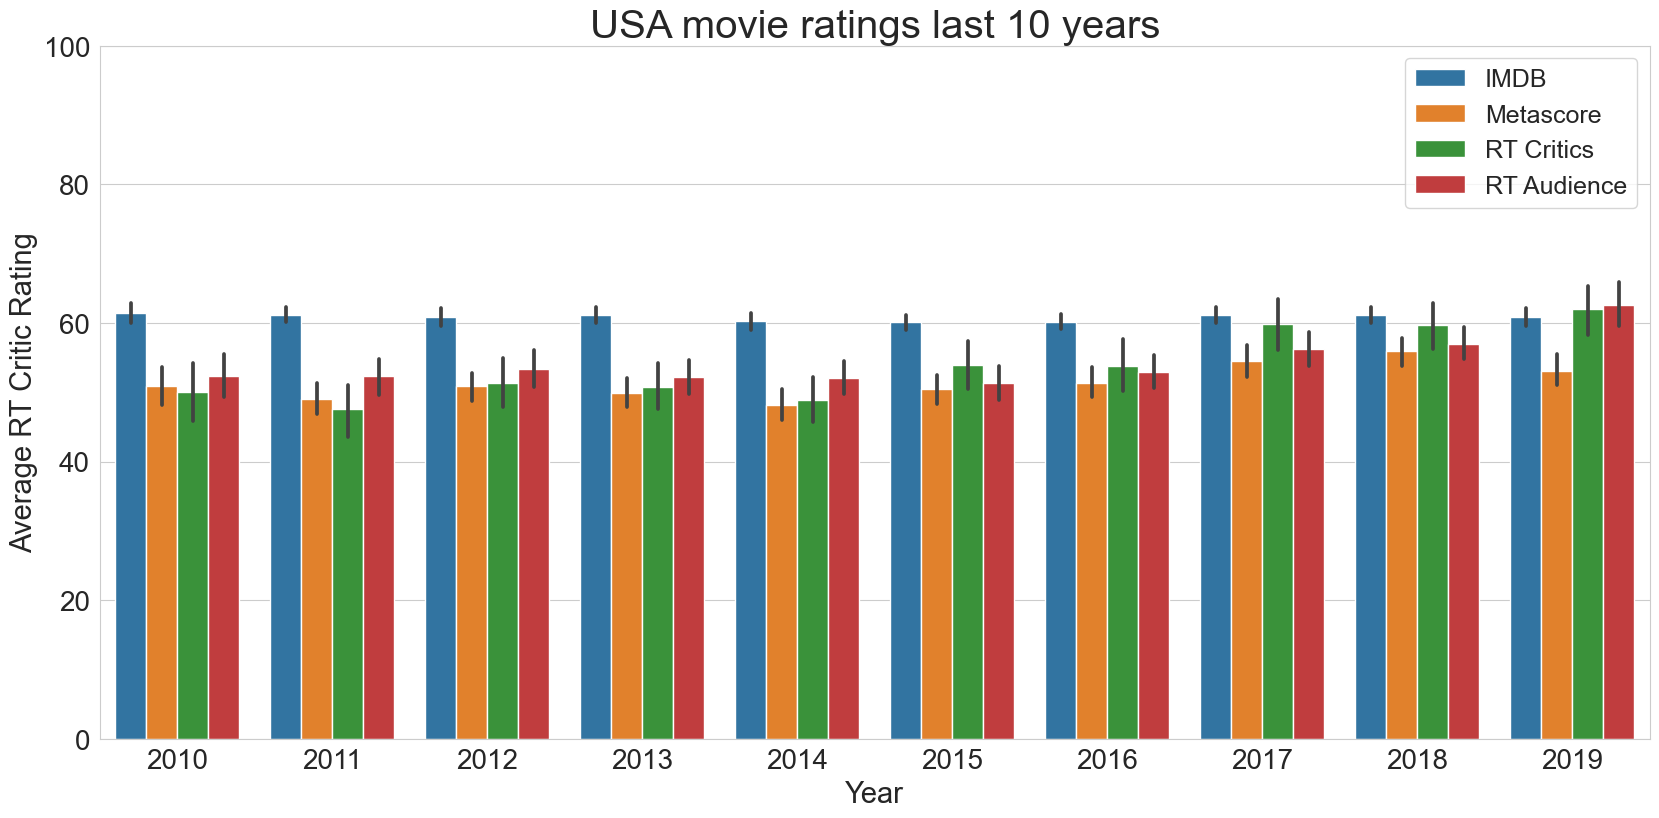 USA movie ratings last 10 years
100
80
60
40
20
0
Average RT Critic Rating
IMDB
Metascore
RT Critics
RT Audience
2010 2011 2012 2013 2014 2015 2016 2017 2018 2019
Year